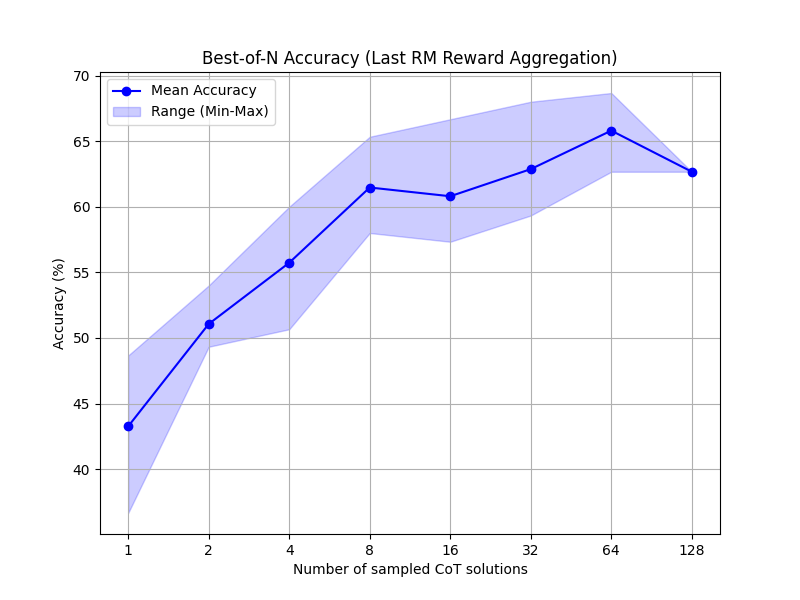 Best-of-N Accuracy (Last RM Reward Aggregation)
Mean Accuracy
Range (Min-Max)
70
65
60
55
50
45
40
Accuracy (%)
1 2 4 8 16 32 64 128
Number of sampled CoT solutions